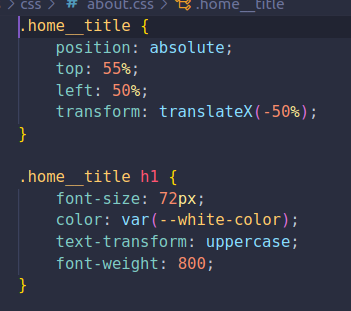 css > # about.css > .home__title
.home__title {
    position: absolute;
    top: 55%;
    left: 50%;
    transform: translateX(-50%);
}

.home__title h1 {
    font-size: 72px;
    color: var(--white-color);
    text-transform: uppercase;
    font-weight: 800;
}